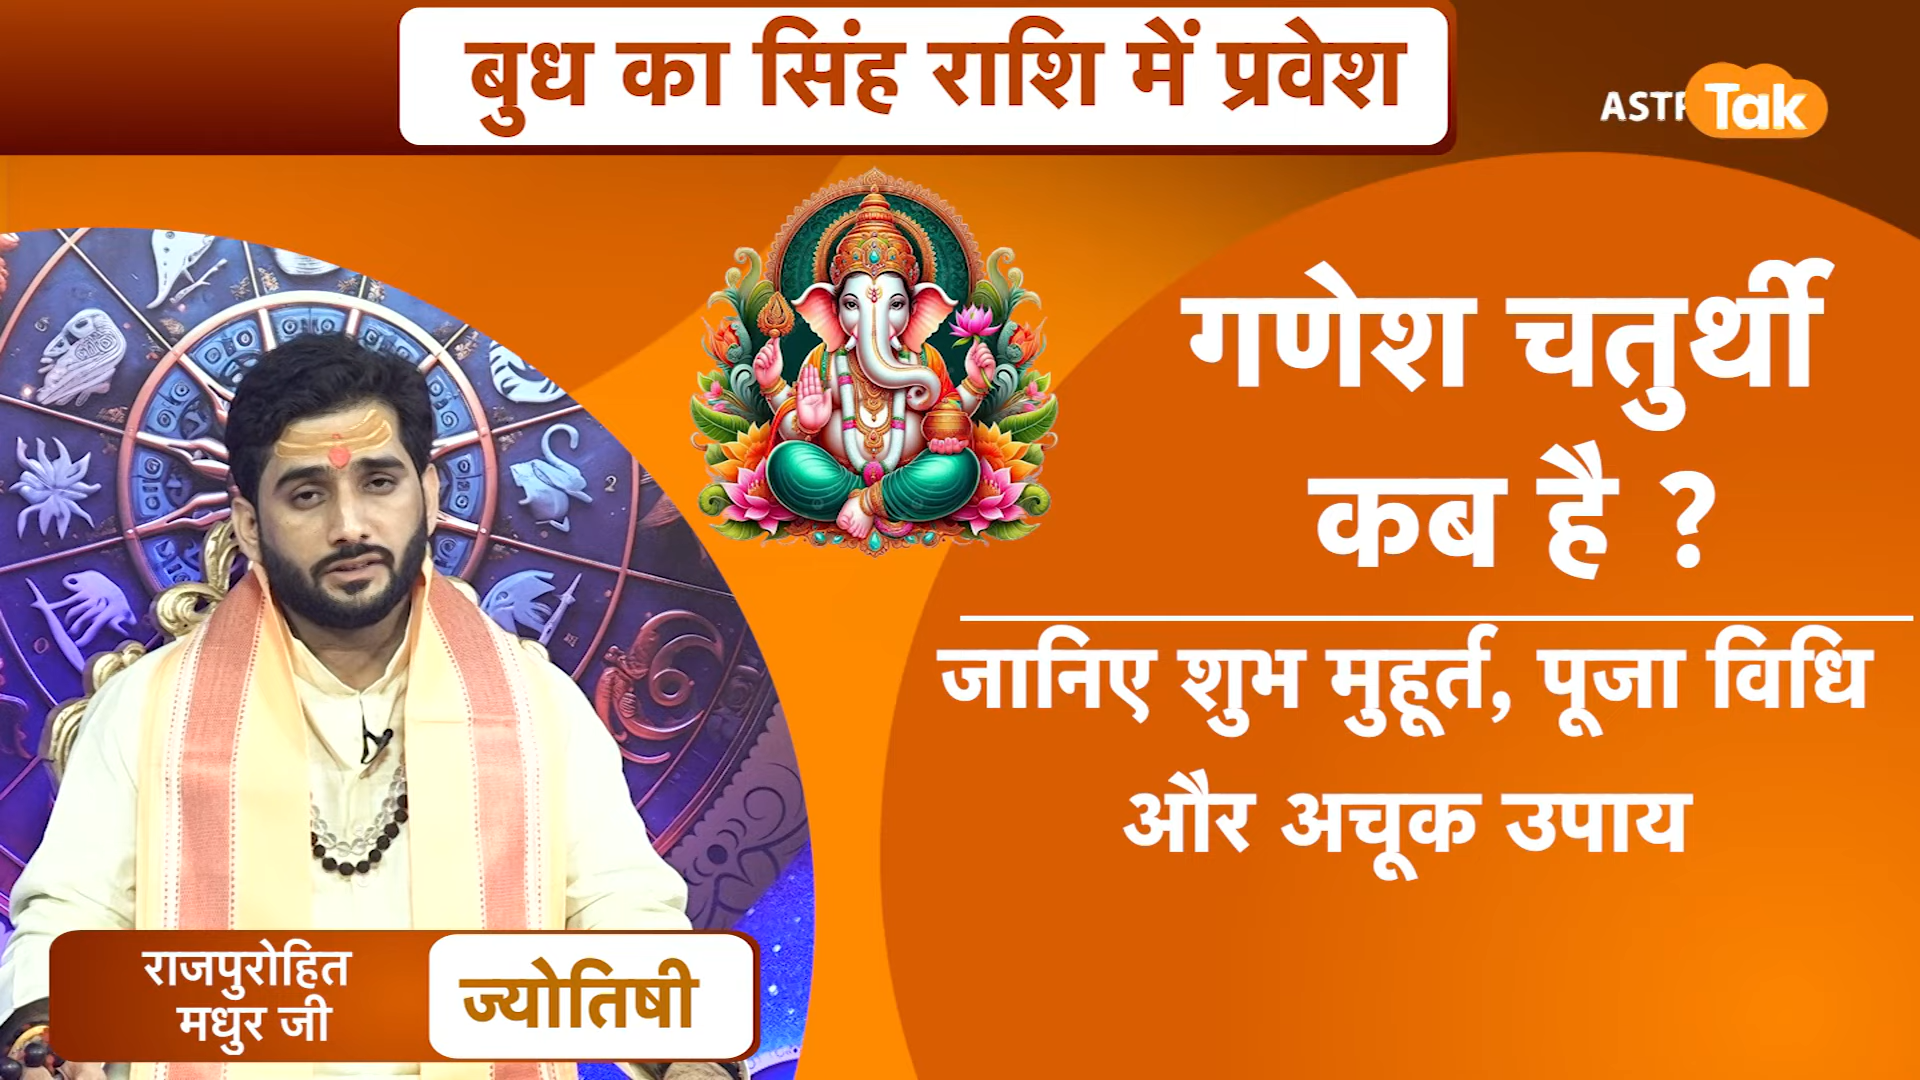 बुध का सिंह राशि में प्रवेश
Tak
गणेश चतुर्थी
कब है ?
जानिए शुभ मुहूर्त, पूजा विधि
और अचूक उपाय
राजपुरोहित
मधुर जी
ज्योतिषी